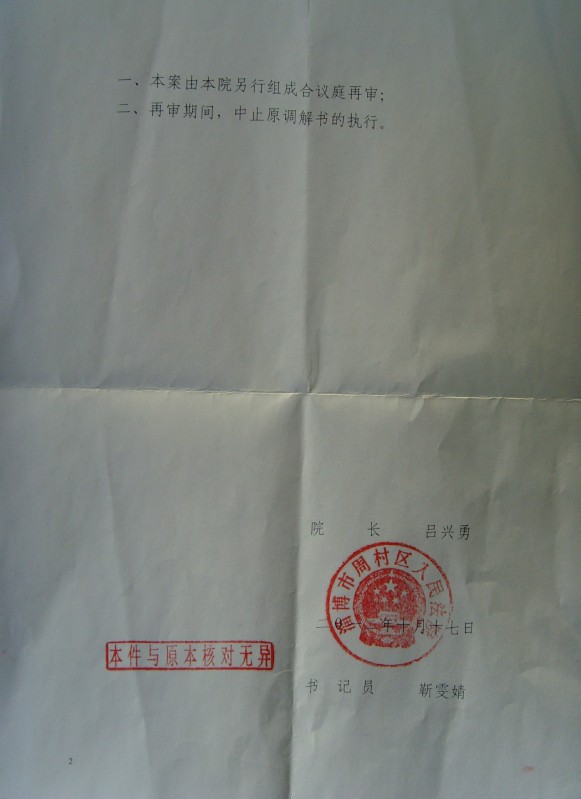 一、本案由本院另行组成合议庭再审；
二、再审期间，中止原调解书的执行。
院 长 吕兴勇
淄博市周村区人民法院
二 年十月十七日
本件与原本核对无异
书 记 员 靳雯婧
2